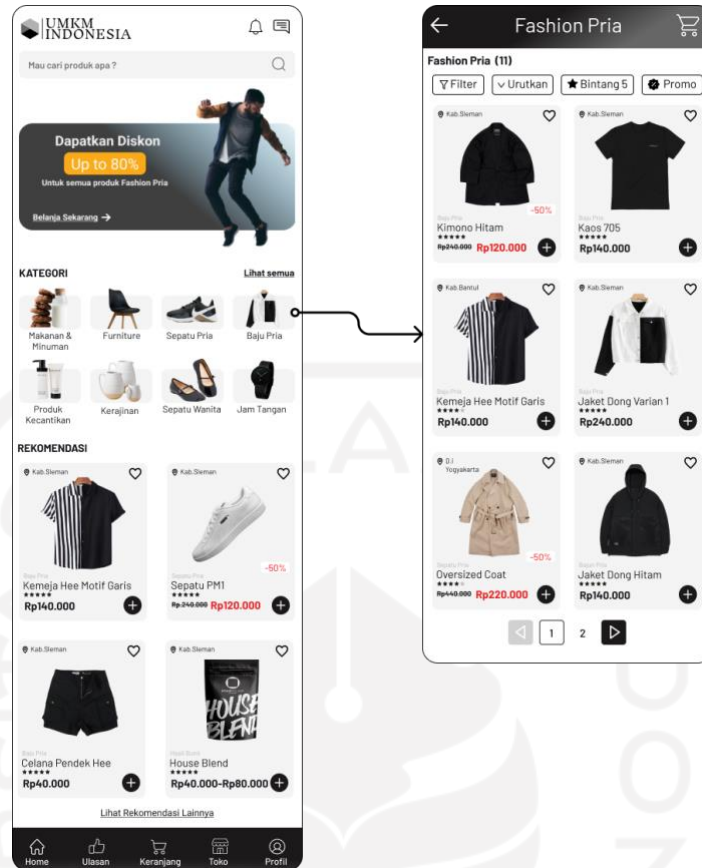 UMKM
INDONESIA
Mau cari produk apa ?
Dapatkan Diskon
Up to 80%
Untuk semua produk Fashion Pria
Belanja Sekarang →
KATEGORI
Lihat semua
Makanan &
Minuman
Furniture
Sepatu Pria
Baju Pria
Produk
Kecantikan
Kerajinan
Sepatu Wanita
Jam Tangan
REKOMENDASI
Kab.Sleman
Baju Pria
Kemeja Hee Motif Garis
Rp140.000
Kab.Sleman
-50%
Sepatu Pria
Sepatu PM1
Rp.240.000 Rp120.000
Kab.Sleman
Baju Pria
Celana Pendek Hee
Rp40.000
Kab.Sleman
HOUSE
BLEND
House Blend
Rp40.000-Rp80.000
Lihat Rekomendasi Lainnya
Home
Ulasan
Keranjang
Toko
Profil
Fashion Pria
Fashion Pria (11)
Filter
Urutkan
Bintang 5
Promo
Kab.Sleman
-50%
Baju Pria
Kimono Hitam
Rp240.000 Rp120.000
Kab.Sleman
Baju Pria
Kaos 705
Rp140.000
Kab.Bantul
Baju Pria
Kemeja Hee Motif Garis
Rp140.000
Kab.Sleman
Baju Pria
Jaket Dong Varian 1
Rp240.000
D.I
Yogyakarta
-50%
Sepatu Pria
Oversized Coat
Rp440.000 Rp220.000
Kab.Sleman
Jaket Dong Hitam
Rp140.000
1
2